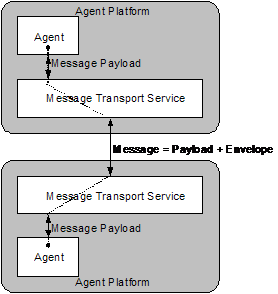 Agent Platform
Agent
Message Payload
Message Transport Service
Message = Payload + Envelope
Message Transport Service
Message Payload
Agent
Agent Platform